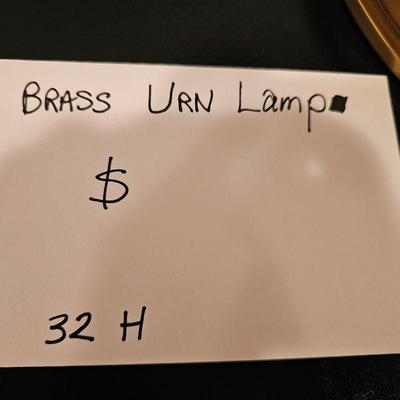 BRASS URN Lamp
$
32 H